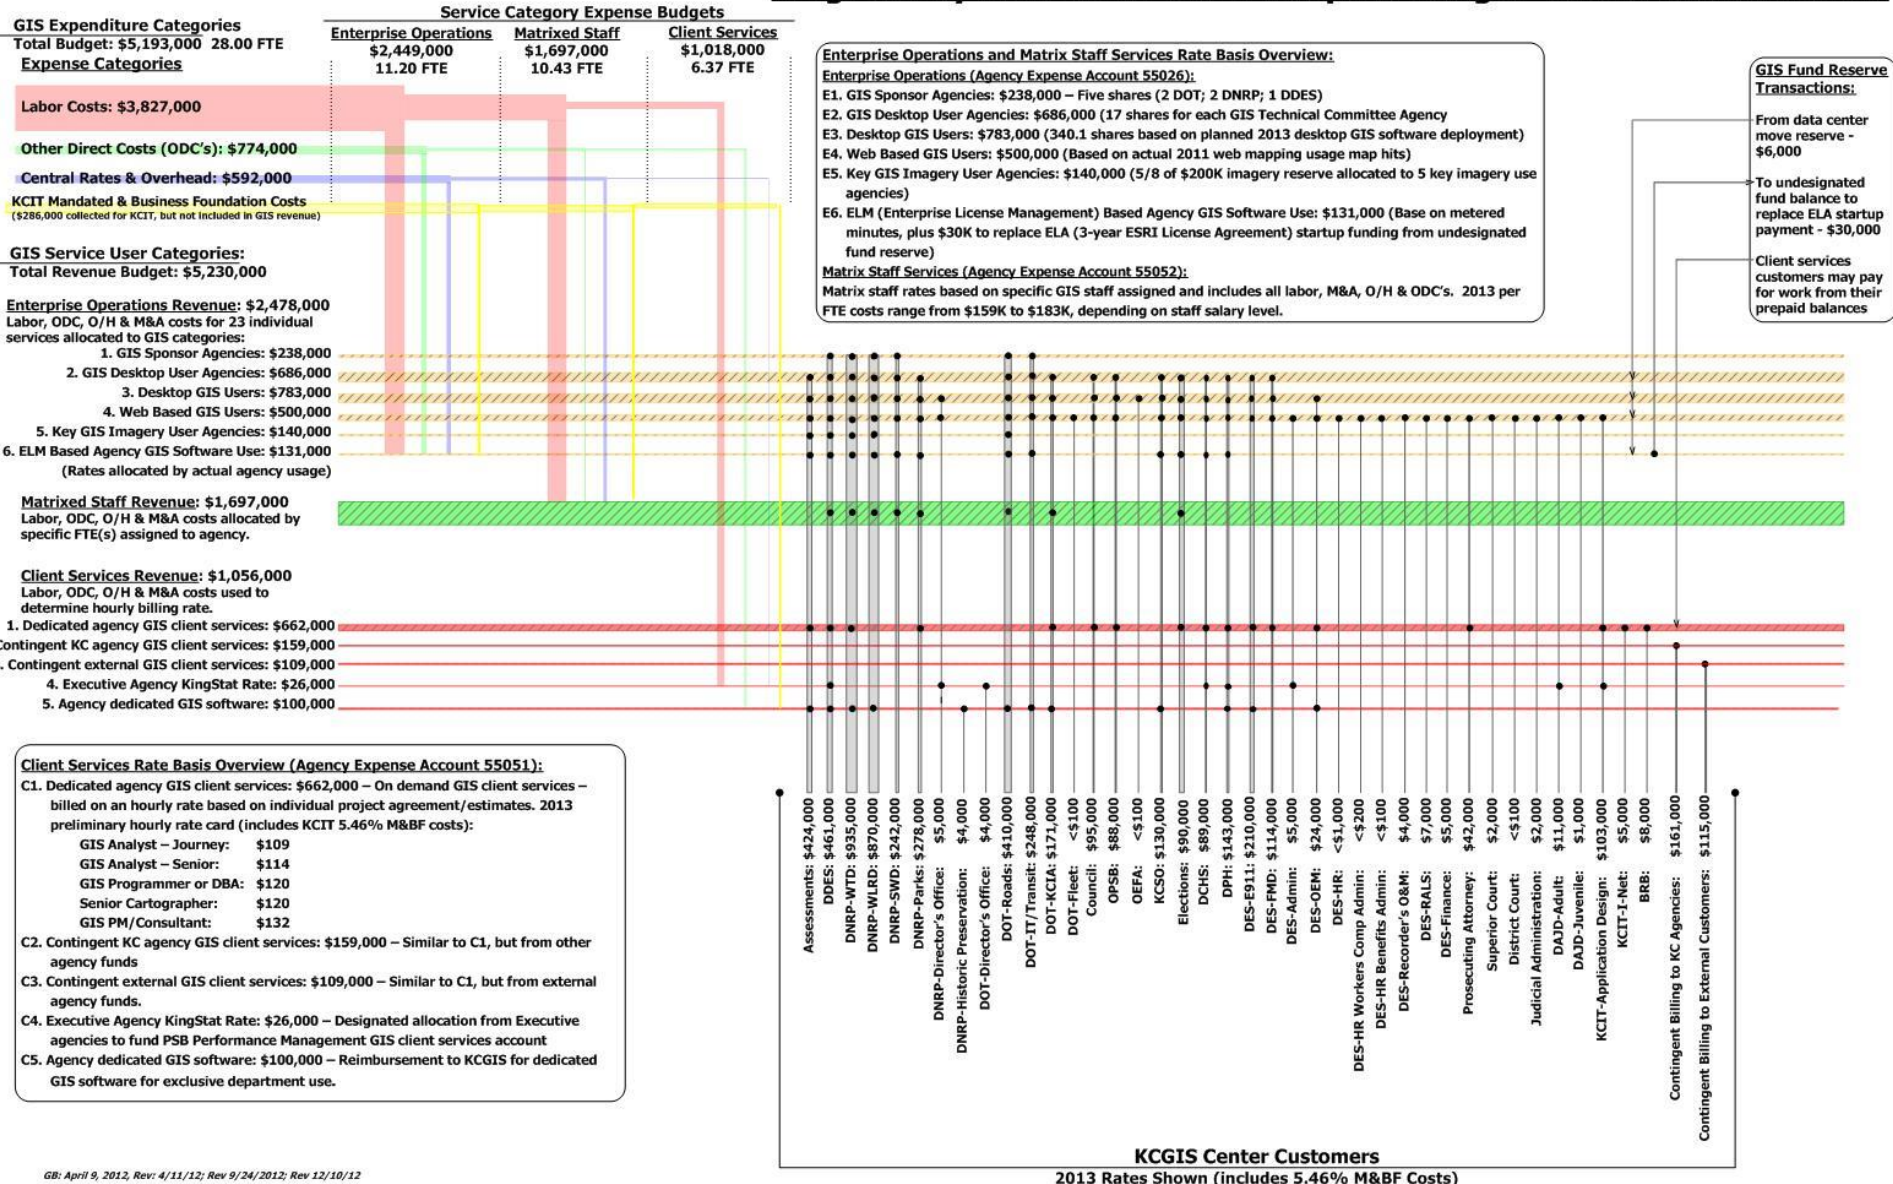 GIS Expenditure Categories
Total Budget: $5,193,000 28.00 FTE
Expense Categories
Service Category Expense Budgets
Enterprise Operations
$2,449,000
11.20 FTE
Matrixed Staff
$1,697,000
10.43 FTE
Client Services
$1,018,000
6.37 FTE
Labor Costs: $3,827,000
Other Direct Costs (ODC's): $774,000
Central Rates & Overhead: $592,000
KCIT Mandated & Business Foundation Costs
($286,000 collected for KCIT, but not included in GIS revenue)
GIS Service User Categories:
Total Revenue Budget: $5,230,000
Enterprise Operations Revenue: $2,478,000
Labor, ODC, O/H & M&A costs for 23 individual
services allocated to GIS categories:
1. GIS Sponsor Agencies: $238,000
2. GIS Desktop User Agencies: $686,000
3. Desktop GIS Users: $783,000
4. Web Based GIS Users: $500,000
5. Key GIS Imagery User Agencies: $140,000
6. ELM Based Agency GIS Software Use: $131,000
(Rates allocated by actual agency usage)
Matrixed Staff Revenue: $1,697,000
Labor, ODC, O/H & M&A costs allocated by
specific FTE(s) assigned to agency.
Client Services Revenue: $1,056,000
Labor, ODC, O/H & M&A costs used to
determine hourly billing rate.
1. Dedicated agency GIS client services: $662,000
Contingent KC agency GIS client services: $159,000
. Contingent external GIS client services: $109,000
4. Executive Agency KingStat Rate: $26,000
5. Agency dedicated GIS software: $100,000
Enterprise Operations and Matrix Staff Services Rate Basis Overview:
Enterprise Operations (Agency Expense Account 55026):
E1. GIS Sponsor Agencies: $238,000 – Five shares (2 DOT; 2 DNRP; 1 DDES)
E2. GIS Desktop User Agencies: $686,000 (17 shares for each GIS Technical Committee Agency
E3. Desktop GIS Users: $783,000 (340.1 shares based on planned 2013 desktop GIS software deployment)
E4. Web Based GIS Users: $500,000 (Based on actual 2011 web mapping usage map hits)
E5. Key GIS Imagery User Agencies: $140,000 (5/8 of $200K imagery reserve allocated to 5 key imagery use
agencies)
E6. ELM (Enterprise License Management) Based Agency GIS Software Use: $131,000 (Base on metered
minutes, plus $30K to replace ELA (3-year ESRI License Agreement) startup funding from undesignated
fund reserve)
Matrix Staff Services (Agency Expense Account 55052):
Matrix staff rates based on specific GIS staff assigned and includes all labor, M&A, O/H & ODC's. 2013 per
FTE costs range from $159K to $183K, depending on staff salary level.
GIS Fund Reserve
Transactions:
From data center
move reserve -
$6,000
To undesignated
fund balance to
replace ELA startup
payment - $30,000
Client services
customers may pay
for work from their
prepaid balances
Client Services Rate Basis Overview (Agency Expense Account 55051):
C1. Dedicated agency GIS client services: $662,000 – On demand GIS client services –
billed on an hourly rate based on individual project agreement/estimates. 2013
preliminary hourly rate card (includes KCIT 5.46% M&BF costs):
GIS Analyst – Journey: $109
GIS Analyst – Senior: $114
GIS Programmer or DBA: $120
Senior Cartographer: $120
GIS PM/Consultant: $132
C2. Contingent KC agency GIS client services: $159,000 – Similar to C1, but from other
agency funds
C3. Contingent external GIS client services: $109,000 – Similar to C1, but from external
agency funds.
C4. Executive Agency KingStat Rate: $26,000 – Designated allocation from Executive
agencies to fund PSB Performance Management GIS client services account
C5. Agency dedicated GIS software: $100,000 – Reimbursement to KCGIS for dedicated
GIS software for exclusive department use.
Assessments: $424,000
DDES: $461,000
DNRP-WTD: $935,000
DNRP-WLRD: $870,000
DNRP-SWD: $242,000
DNRP-Parks: $278,000
DNRP-Director's Office: $5,000
DNRP-Historic Preservation: $4,000
DOT-Director's Office: $4,000
DOT-Roads: $410,000
DOT-IT/Transit: $248,000
DOT-KCIA: $171,000
DOT-Fleet: <$100
Council: $95,000
OPSB: $88,000
OEFA: <$100
KCSO: $130,000
Elections: $90,000
DCHS: $89,000
DPH: $143,000
DES-E911: $210,000
DES-FMD: $114,000
DES-Admin: $5,000
DES-OEM: $24,000
DES-HR: <$1,000
DES-HR Workers Comp Admin: <$200
DES-HR Benefits Admin: <$100
DES-Recorder's O&M: $4,000
DES-RALS: $7,000
DES-Finance: $5,000
Prosecuting Attorney: $42,000
Superior Court: $2,000
District Court: <$100
Judicial Administration: $2,000
DAJD-Adult: $11,000
DAJD-Juvenile: $1,000
KCIT-Application Design: $103,000
KCIT-I-Net: $5,000
BRB: $8,000
Contingent Billing to KC Agencies: $161,000
Contingent Billing to External Customers: $115,000
KCGIS Center Customers
2013 Rates Shown (includes 5.46% M&BF Costs)
GB: April 9, 2012, Rev: 4/11/12; Rev 9/24/2012; Rev 12/10/12